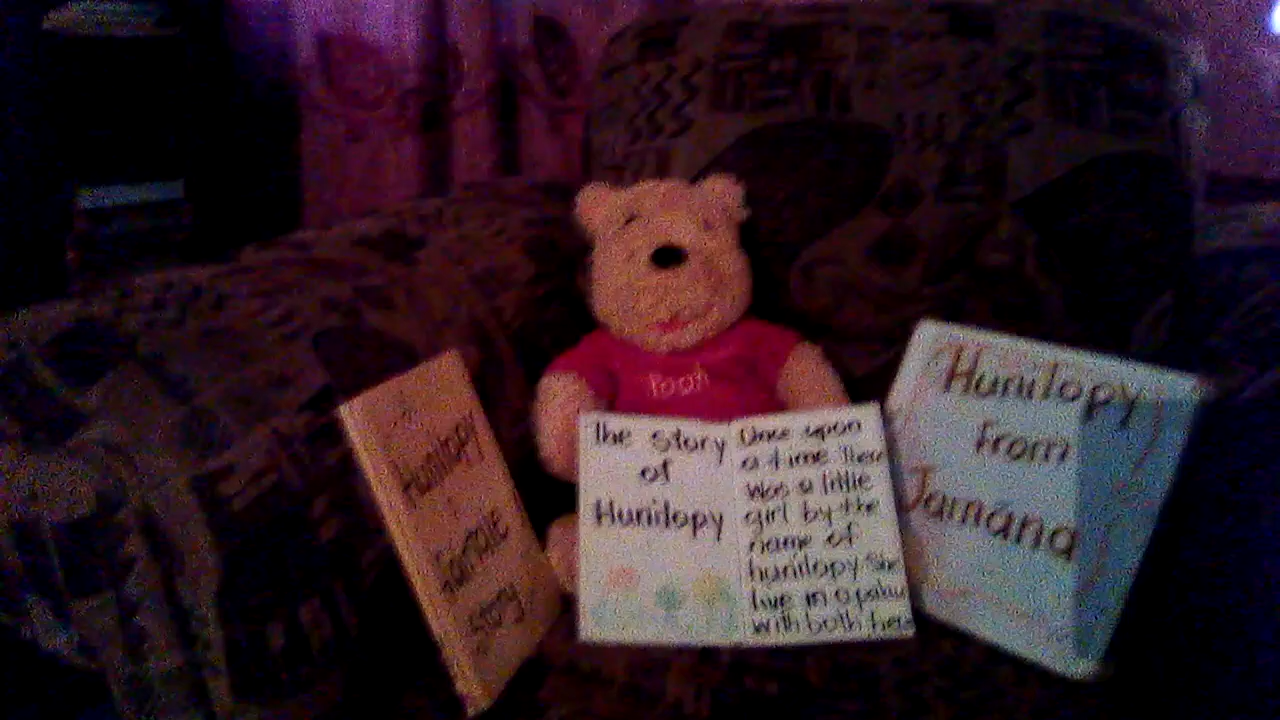 Pooh
Hunilopy
Story
The Story
of
Hunilopy
Once upon
a time There
was a little
girl by the
name of
hunilopy She
live in a palau
with both her
Hunilopy
From
Jamana